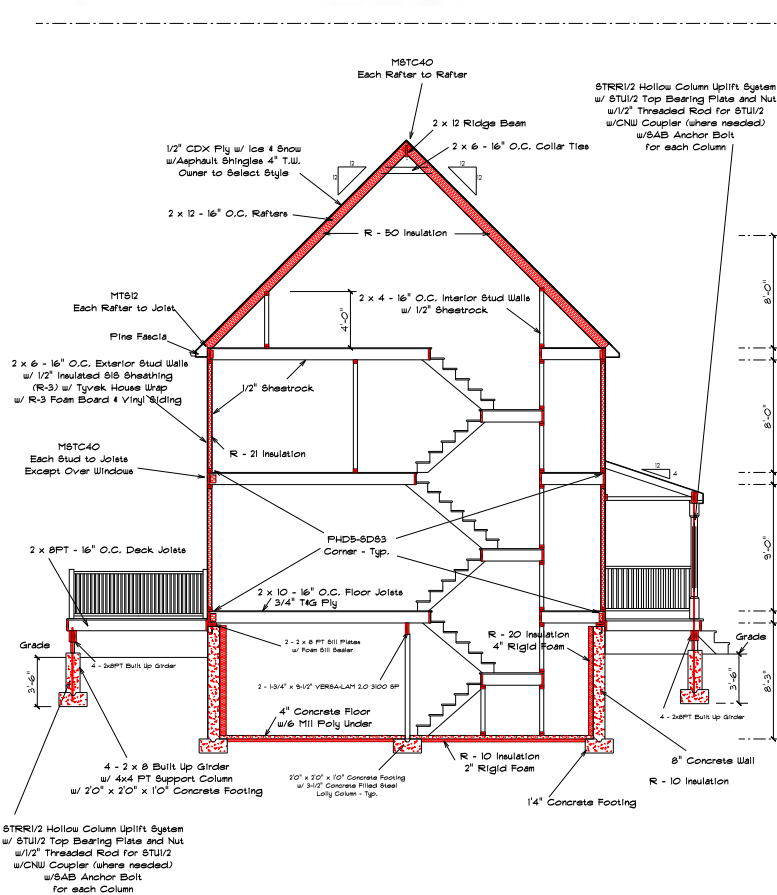 MSTC40
Each Rafter to Rafter
STRR1/2 Hollow Column Uplift System
w/ STU1/2 Top Bearing Plate and Nut
w/1/2" Threaded Rod for STU1/2
w/CNW Coupler (where needed)
w/SAB Anchor Bolt
for each Column
2 x 12 Ridge Beam
1/2" CDX Ply w/ Ice & Snow
w/Asphault Shingles 4" T.W.
Owner to Select Style
2 x 6 - 16" O.C. Collar Ties
12
12
12
12
2 x 12 - 16" O.C. Rafters
R - 50 Insulation
8'-0"
MTS12
Each Rafter to Joist
2 x 4 - 16" O.C. Interior Stud Walls
w/ 1/2" Sheetrock
4'-0"
Pine Fascia
2 x 6 - 16" O.C. Exterior Stud Walls
w/ 1/2" Insulated SIS Sheathing
(R-3) w/ Tyvek House Wrap
w/ R-3 Foam Board & Vinyl Siding
1/2" Sheetrock
8'-0"
R - 21 Insulation
MSTC40
Each Stud to Joists
Except Over Windows
12
4
PHD5-SDS3
Corner - Typ.
9'-0"
2 x 8PT - 16" O.C. Deck Joists
2 x 10 - 16" O.C. Floor Joists
3/4" T&G Ply
Grade
2 - 2 x 8 PT Sill Plates
w/ Foam Sill Sealer
R - 20 Insulation
4" Rigid Foam
Grade
4 - 2x8PT Built Up Girder
3'-6"
2 - 1-3/4" x 9-1/2" VERSA-LAM 2.0 3100 SP
3'-6"
8'-3"
4" Concrete Floor
w/6 Mil Poly Under
4 - 2x8PT Built Up Girder
4 - 2 x 8 Built Up Girder
w/ 4x4 PT Support Column
w/ 2'0" x 2'0" x 1'0" Concrete Footing
2'0" x 2'0" x 1'0" Concrete Footing
w/ 3-1/2" Concrete Filled Steel
Lolly Column - Typ.
R - 10 Insulation
2" Rigid Foam
8" Concrete Wall
R - 10 Insulation
1'4" Concrete Footing
STRR1/2 Hollow Column Uplift System
w/ STU1/2 Top Bearing Plate and Nut
w/1/2" Threaded Rod for STU1/2
w/CNW Coupler (where needed)
w/SAB Anchor Bolt
for each Column